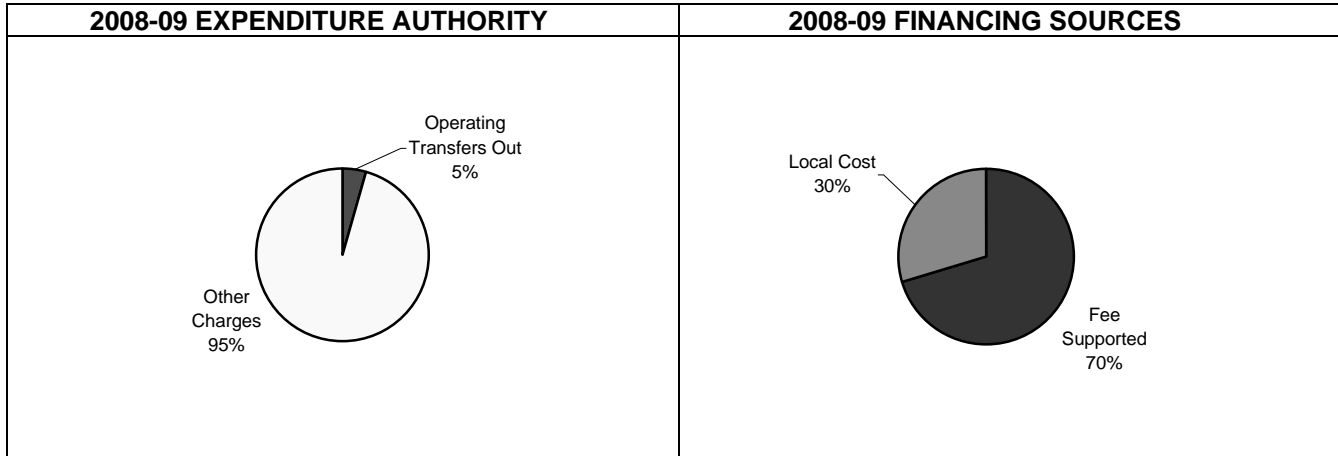 2008-09 EXPENDITURE AUTHORITY
Operating
Transfers Out
5%
Other
Charges
95%
2008-09 FINANCING SOURCES
Local Cost
30%
Fee
Supported
70%